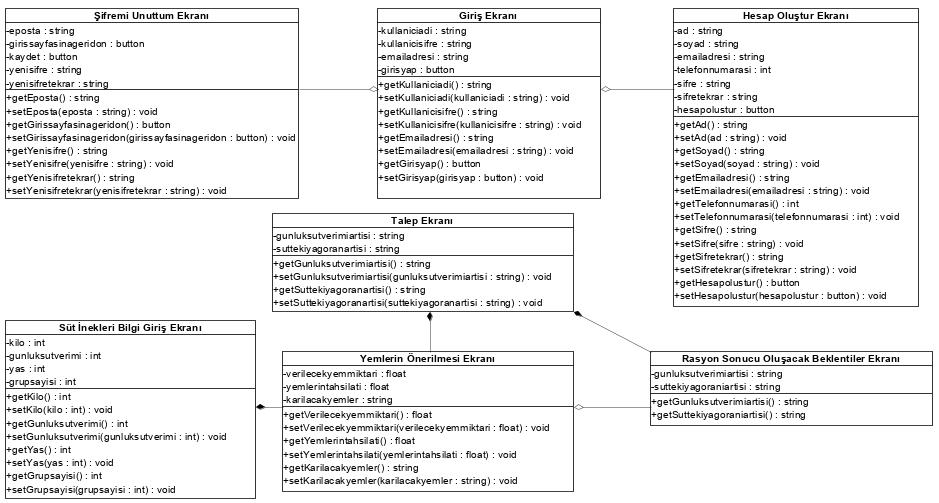 Şifremi Unuttum Ekranı
-eposta : string
-girissayfasinageridon : button
-kaydet : button
-yenisifre : string
-yenisifretekrar : string
+getEposta() : string
+setEposta(eposta : string) : void
+getGirissayfasinageridon() : button
+setGirissayfasinageridon(girissayfasinageridon : button) : void
+getYenisifre() : string
+setYenisifre(yenisifre : string) : void
+getYenisifretekrar() : string
+setYenisifretekrar(yenisifretekrar : string) : void
Giriş Ekranı
-kullaniciadi : string
-kullanicisifre : string
-emailadresi : string
-girisyap : button
+getKullaniciadi() : string
+setKullaniciadi(kullaniciadi : string) : void
+getKullanicisifre() : string
+setKullanicisifre(kullanicisifre : string) : void
+getEmailadresi() : string
+setEmailadresi(emailadresi : string) : void
+getGirisyap() : button
+setGirisyap(girisyap : button) : void
Hesap Oluştur Ekranı
-ad : string
-soyad : string
-emailadresi : string
-telefonnumarasi : int
-sifre : string
-sifretekrar : string
-hesapolustur : button
+getAd() : string
+setAd(ad : string) : void
+getSoyad() : string
+setSoyad(soyad : string) : void
+getEmailadresi() : string
+setEmailadresi(emailadresi : string) : void
+getTelefonnumarasi() : int
+setTelefonnumarasi(telefonnumarasi : int) : void
+getSifre() : string
+setSifre(sifre : string) : void
+getSifretekrar() : string
+setSifretekrar(sifretekrar : string) : void
+getHesapolustur() : button
+setHesapolustur(hesapolustur : button) : void
Talep Ekranı
-gunluksutverimiartisi : string
-suttekiyagoranartisi : string
+getGunluksutverimiartisi() : string
+setGunluksutverimiartisi(gunluksutverimiartisi : string) : void
+getSuttekiyagoranartisi() : string
+setSuttekiyagoranartisi(suttekiyagoranartisi : string) : void
Süt İnekleri Bilgi Giriş Ekranı
-kilo : int
-gunluksutverimi : int
-yas : int
-grupsayisi : int
+getKilo() : int
+setKilo(kilo : int) : void
+getGunluksutverimi() : int
+setGunluksutverimi(gunluksutverimi : int) : void
+getYas() : int
+setYas(yas : int) : void
+getGrupsayisi() : int
+setGrupsayisi(grupsayisi : int) : void
Yemlerin Önerilmesi Ekranı
-verilecekyemmiktari : float
-yemlerintahsilati : float
-karilacakyemler : string
+getVerilecekyemmiktari() : float
+setVerilecekyemmiktari(verilecekyemmiktari : float) : void
+getYemlerintahsilati() : float
+setYemlerintahsilati(yemlerintahsilati : float) : void
+getKarilacakyemler() : string
+setKarilacakyemler(karilacakyemler : string) : void
Rasyon Sonucu Oluşacak Beklentiler Ekranı
-gunluksutverimiartisi : string
-suttekiyagoraniartisi : string
+getGunluksutverimiartisi() : string
+getSuttekiyagoraniartisi() : string